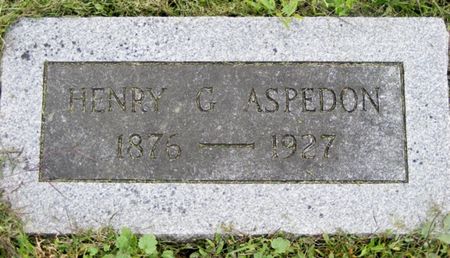 HENRY G ASPEDON
1876 — 1927